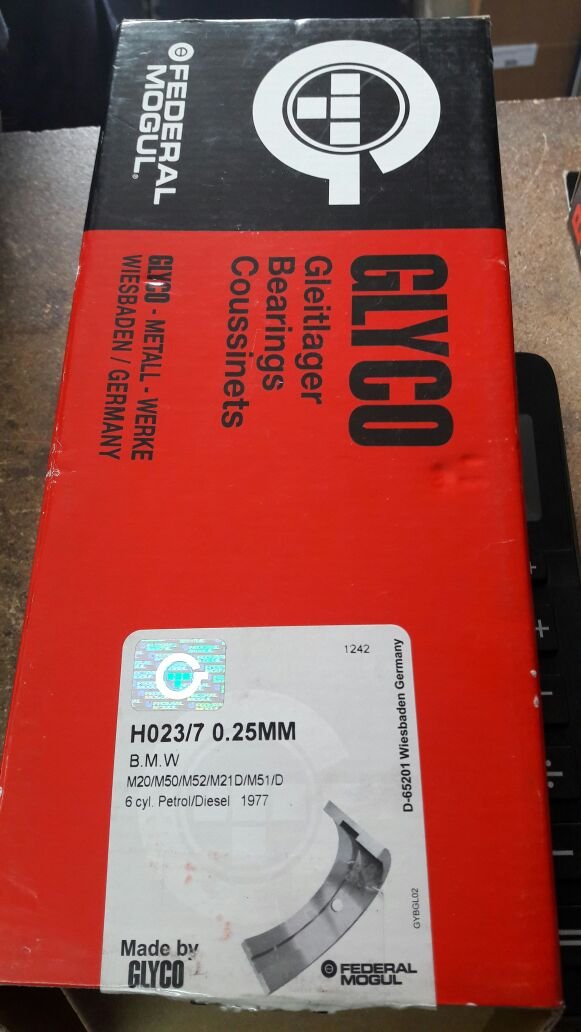 FEDERAL
MOGUL®
GLYCO
Gleitlager
Bearings
Coussinets
GLYCO - METALL - WERKE
WIESBADEN / GERMANY
1242
H023/7 0.25MM
B.M.W
M20/M50/M52/M21D/M51/D
6 cyl. Petrol/Diesel 1977
D-65201 Wiesbaden Germany
GYBGL02
Made by
GLYCO
FEDERAL
MOGUL
+
-
÷